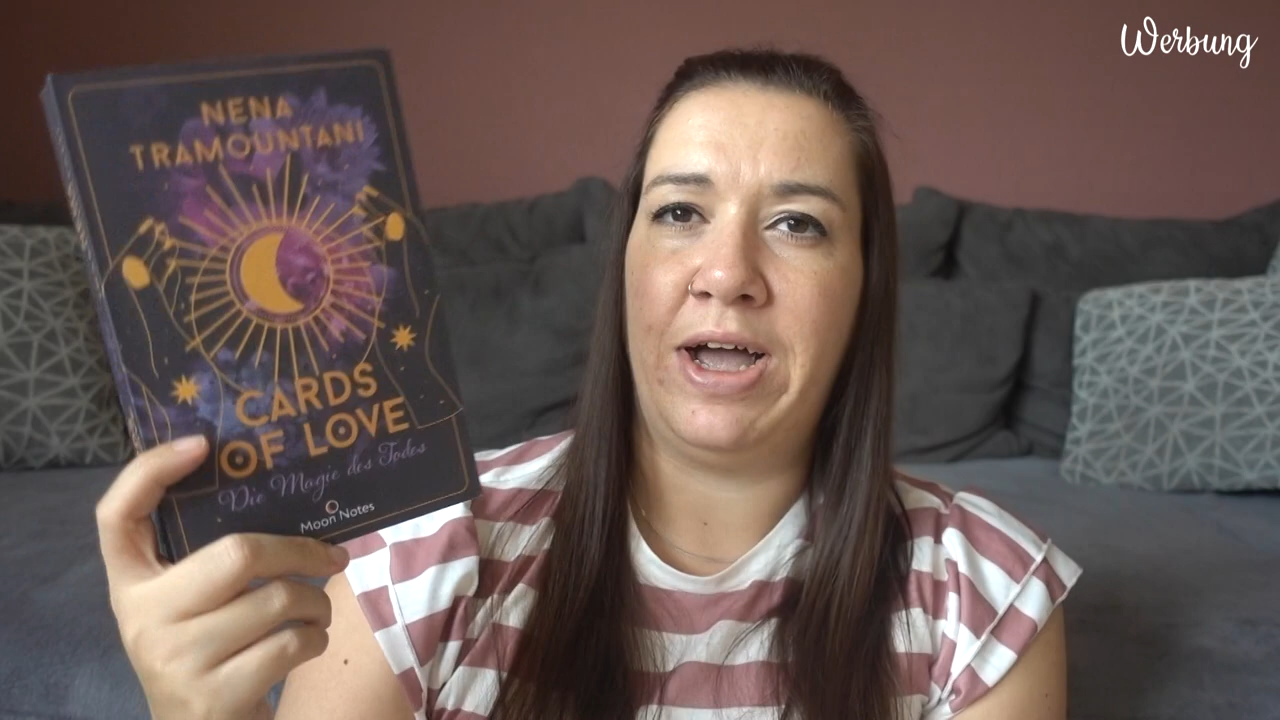 Werbung
NENA
TRAMOUNTANI
CARDS
OF LOVE
Die Magie des Todes
Moon Notes